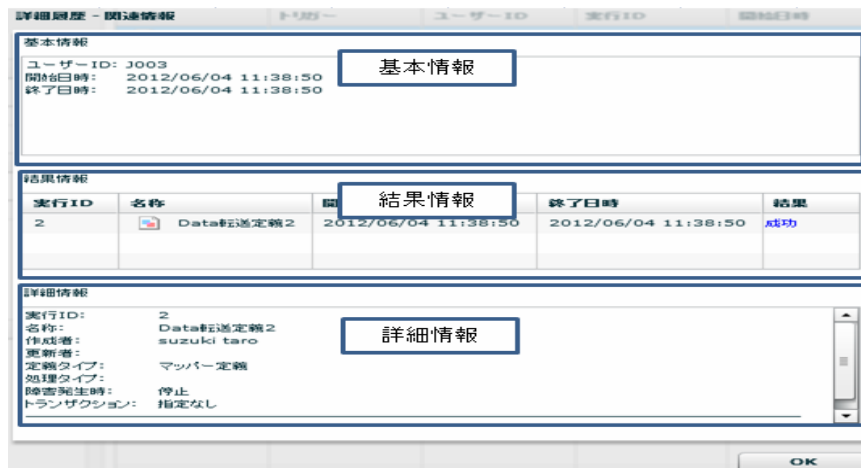 詳細履歴 - 関連情報 トリガー ユーザーID 実行ID 開始日時
基本情報
基本情報
ユーザーID: J003
開始日時: 2012/06/04 11:38:50
終了日時: 2012/06/04 11:38:50
結果情報
結果情報
実行ID 名称 終了日時 結果
2 Data転送定義2 2012/06/04 11:38:50 2012/06/04 11:38:50 成功
詳細情報
詳細情報
実行ID: 2
名称: Data転送定義2
作成者: suzuki taro
更新者:
定義タイプ: マッパー定義
処理タイプ:
障害発生時: 停止
トランザクション: 指定なし
OK